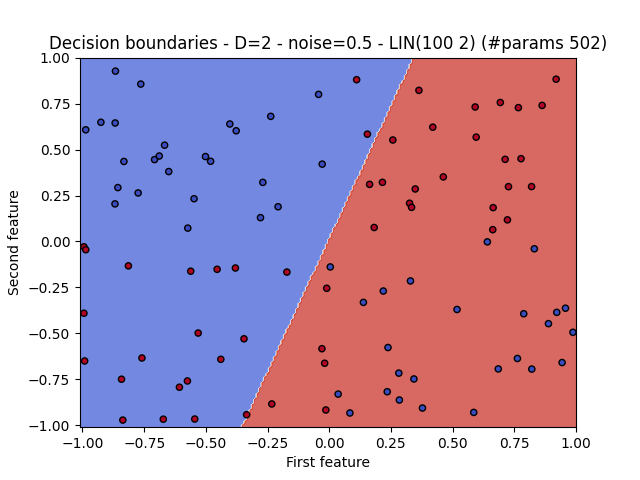 Decision boundaries - D=2 - noise=0.5 - LIN(100 2) (#params 502)
1.00
0.75
0.50
0.25
0.00
−0.25
−0.50
−0.75
−1.00
Second feature
−1.00 −0.75 −0.50 −0.25 0.00 0.25 0.50 0.75 1.00
First feature